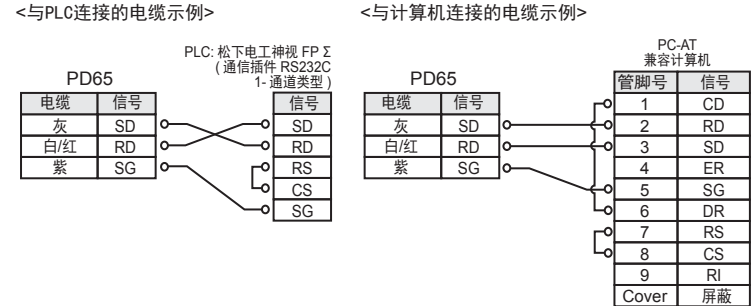 <与PLC连接的电缆示例>
PLC: 松下电工神视 FP Σ
( 通信插件 RS232C
1- 通道类型 )
PD65
电缆 信号
灰 SD
白/红 RD
紫 SG
信号
SD
RD
RS
CS
SG
<与计算机连接的电缆示例>
PC-AT
兼容计算机
PD65
电缆 信号
灰 SD
白/红 RD
紫 SG
管脚号 信号
1 CD
2 RD
3 SD
4 ER
5 SG
6 DR
7 RS
8 CS
9 RI
Cover 屏蔽